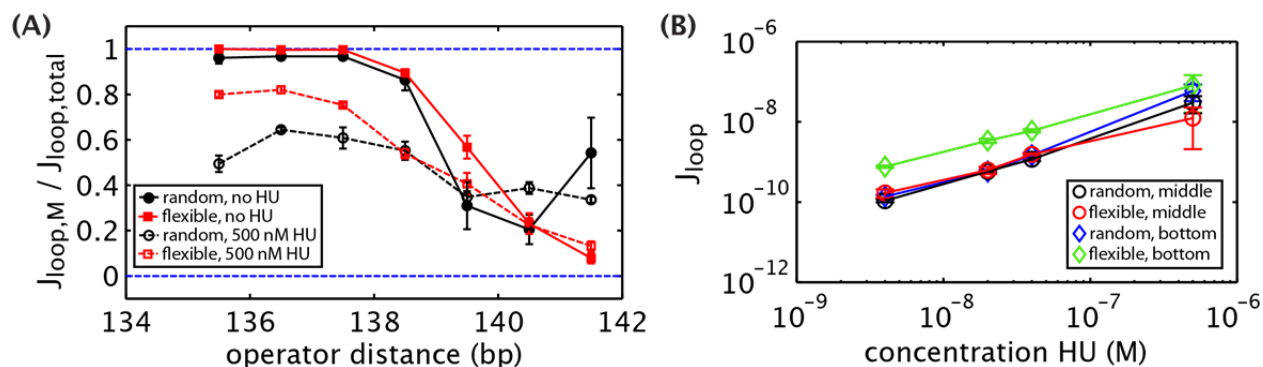 (A)
J loop,M / J loop,total
1
0.8
0.6
0.4
0.2
0
random, no HU
flexible, no HU
random, 500 nM HU
flexible, 500 nM HU
134 136 138 140 142
operator distance (bp)
(B)
J loop
10^-6
10^-8
10^-10
10^-12
random, middle
flexible, middle
random, bottom
flexible, bottom
10^-9 10^-8 10^-7 10^-6
concentration HU (M)